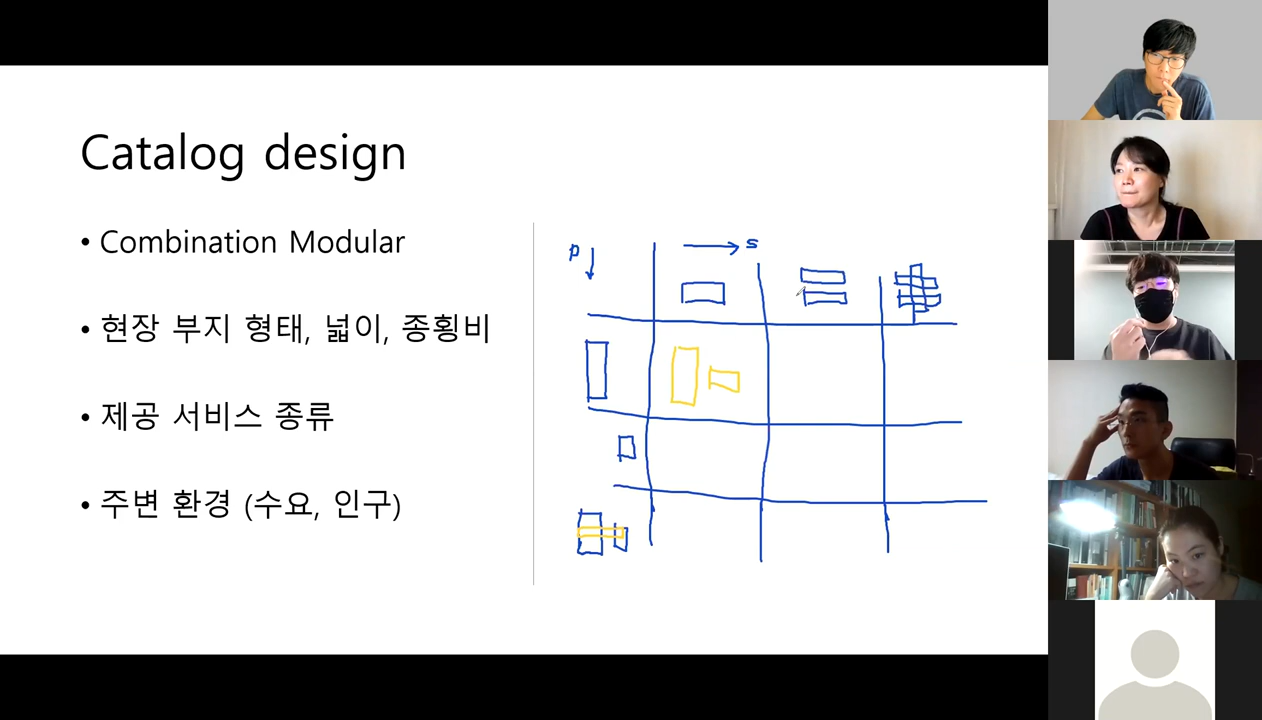 Catalog design
• Combination Modular
• 현장 부지 형태, 넓이, 종횡비
• 제공 서비스 종류
• 주변 환경 (수요, 인구)
P
S